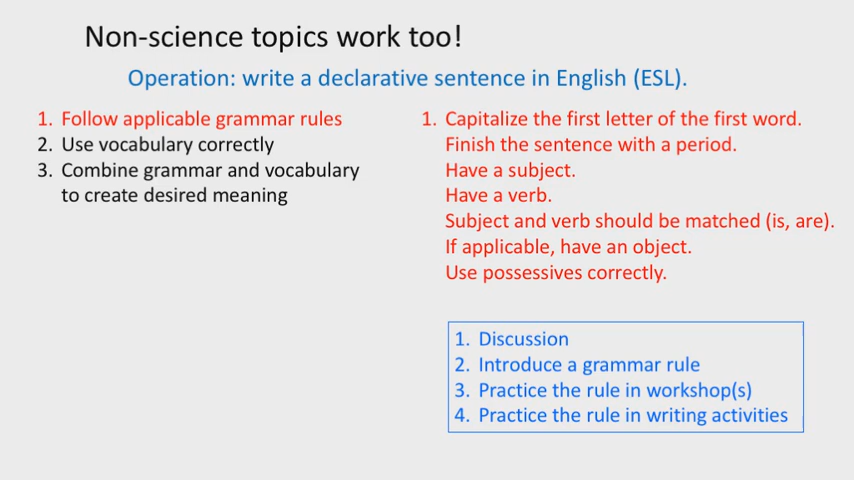 Non-science topics work too!
Operation: write a declarative sentence in English (ESL).
1. Follow applicable grammar rules
2. Use vocabulary correctly
3. Combine grammar and vocabulary
to create desired meaning
1. Capitalize the first letter of the first word.
Finish the sentence with a period.
Have a subject.
Have a verb.
Subject and verb should be matched (is, are).
If applicable, have an object.
Use possessives correctly.
1. Discussion
2. Introduce a grammar rule
3. Practice the rule in workshop(s)
4. Practice the rule in writing activities